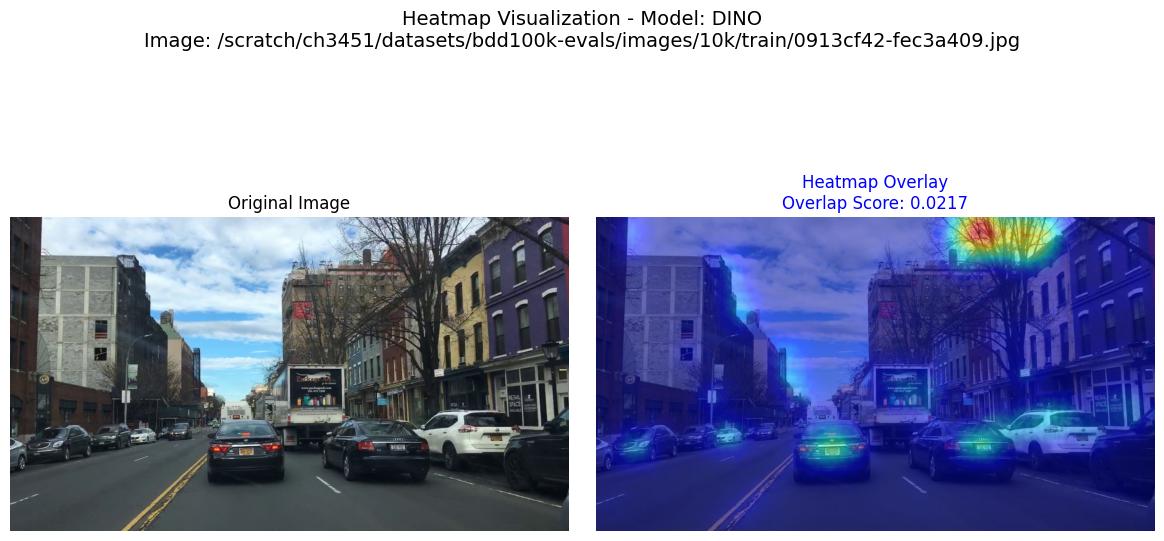 Heatmap Visualization - Model: DINO
Image: /scratch/ch3451/datasets/bdd100k-evals/images/10k/train/0913cf42-fec3a409.jpg
Original Image
Heatmap Overlay
Overlap Score: 0.0217